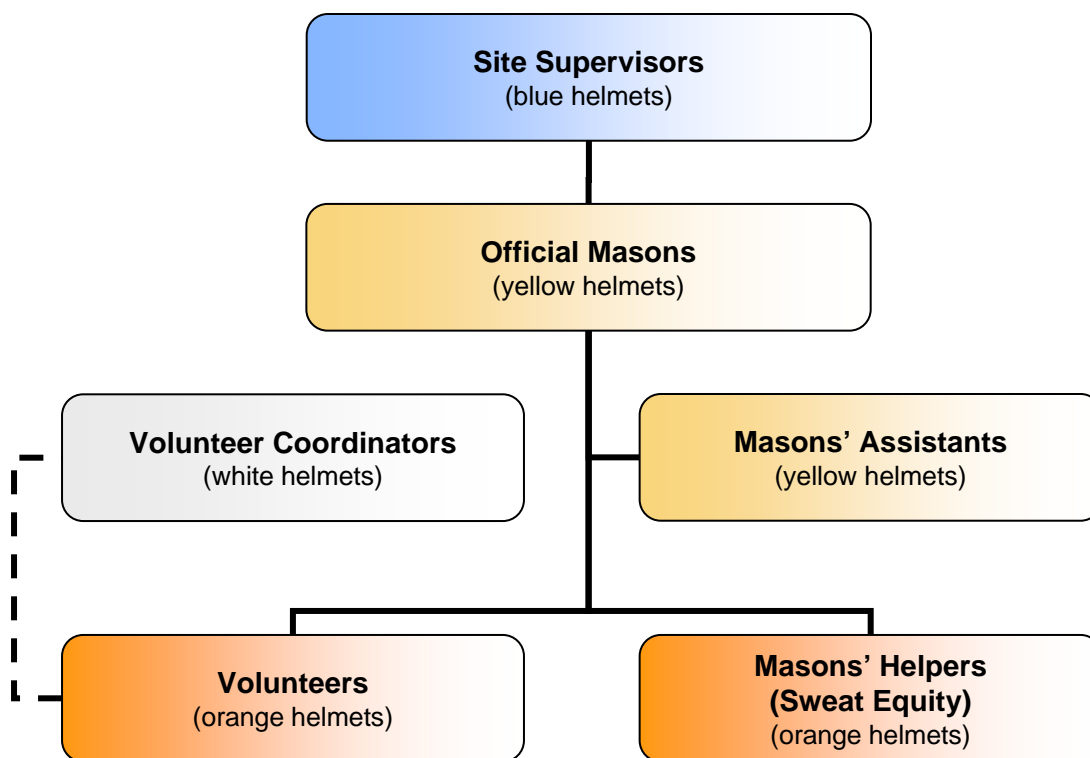 Site Supervisors
(blue helmets)
Official Masons
(yellow helmets)
Volunteer Coordinators
(white helmets)
Masons’ Assistants
(yellow helmets)
Volunteers
(orange helmets)
Masons’ Helpers
(Sweat Equity)
(orange helmets)